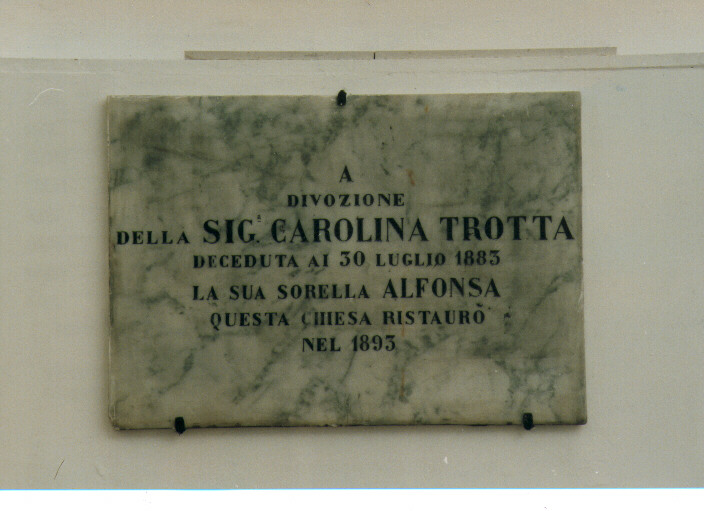 A
DIVOZIONE
DELLA SIG.ª CAROLINA TROTTA
DECEDUTA AI 30 LUGLIO 1883
LA SUA SORELLA ALFONSA
QUESTA CHIESA RISTAURÒ
NEL 1893